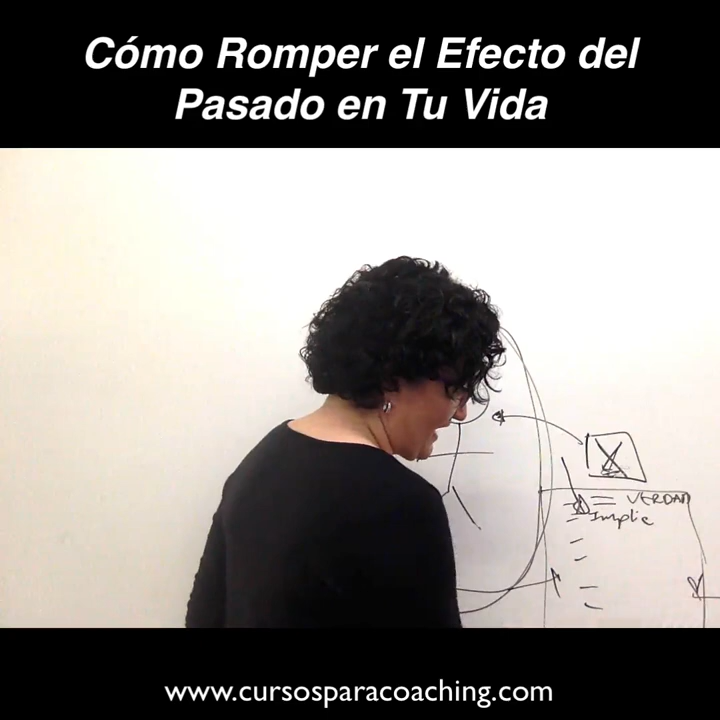 Cómo Romper el Efecto del
Pasado en Tu Vida
X
VERDAD
Implic
www.cursosparacoaching.com